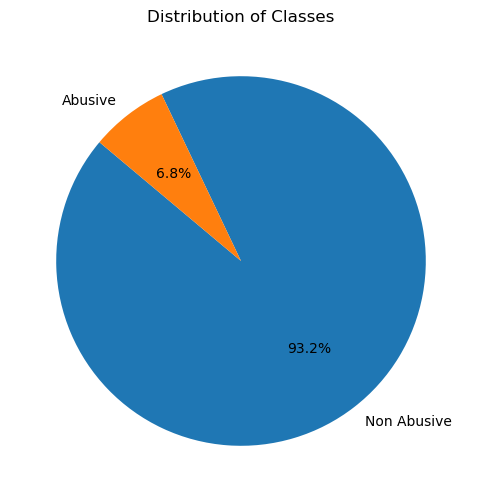 Distribution of Classes
Abusive
6.8%
93.2%
Non Abusive